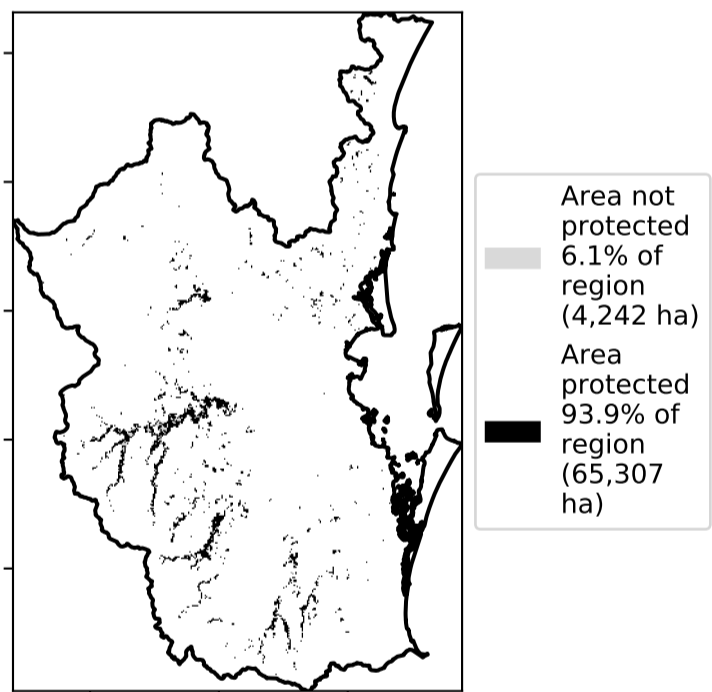 Area not
protected
6.1% of
region
(4,242 ha)
Area
protected
93.9% of
region
(65,307
ha)